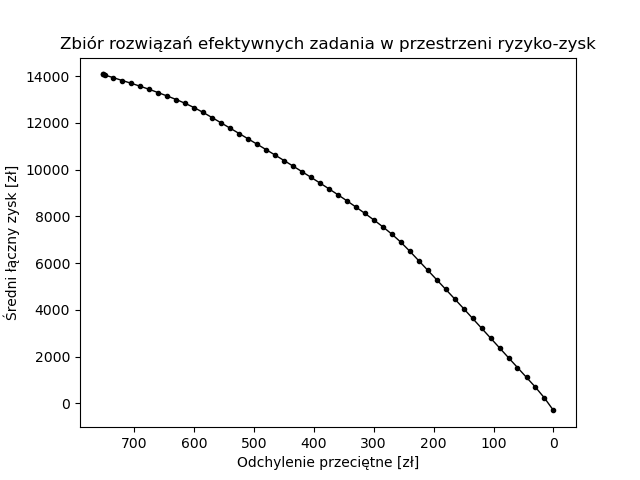 Zbiór rozwiązań efektywnych zadania w przestrzeni ryzyko-zysk
Średni łączny zysk [zł]
14000
12000
10000
8000
6000
4000
2000
0
700 600 500 400 300 200 100 0
Odchylenie przeciętne [zł]